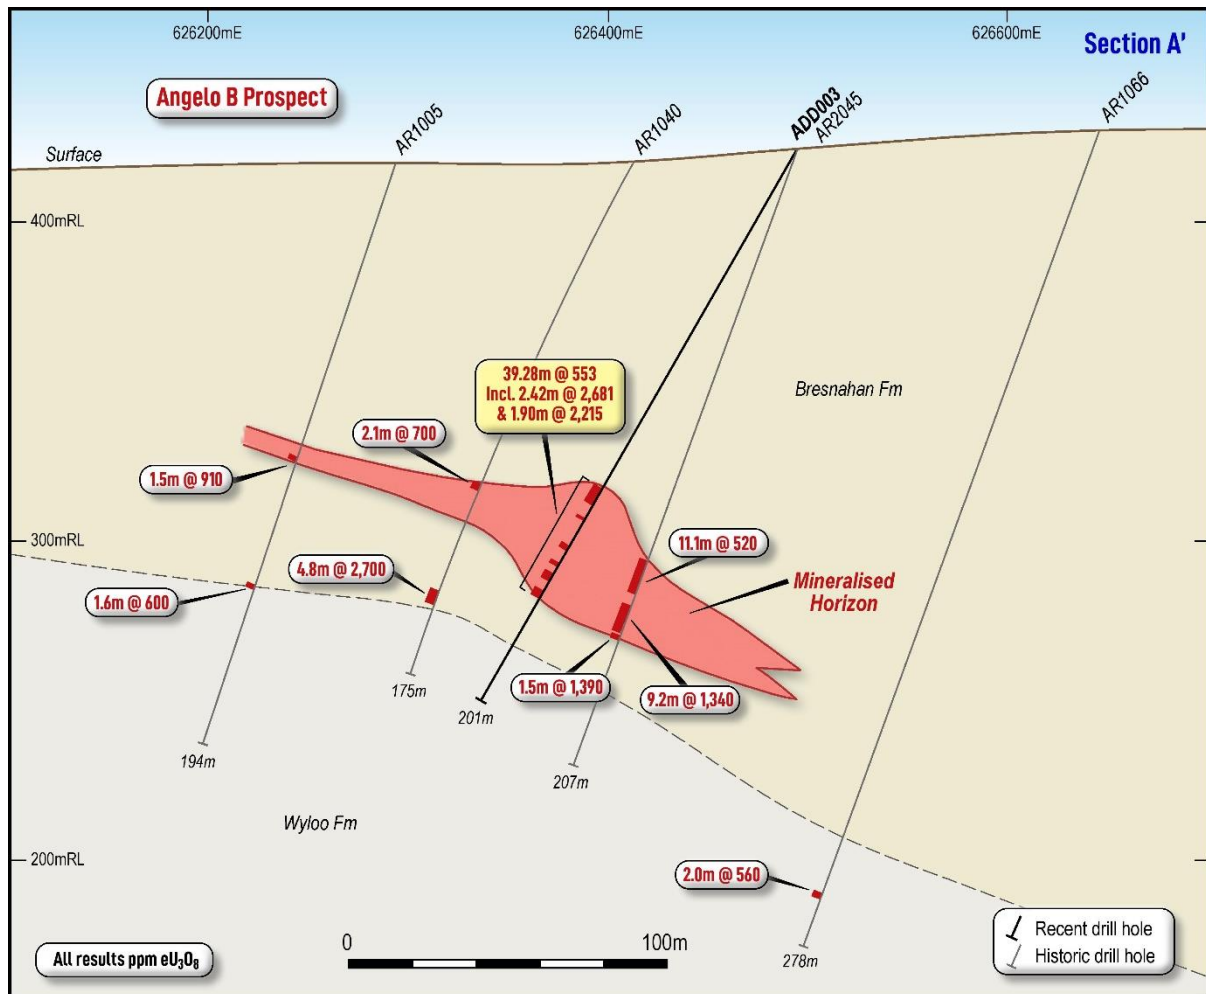 626200mE
626400mE
626600mE
Section A'
Angelo B Prospect
AR1005
AR1040
ADD003
AR2045
AR1066
Surface
400mRL
39.28m @ 553
Incl. 2.42m @ 2,681
& 1.90m @ 2,215
Bresnahan Fm
2.1m @ 700
1.5m @ 910
300mRL
11.1m @ 520
4.8m @ 2,700
Mineralised
Horizon
1.6m @ 600
1.5m @ 1,390
9.2m @ 1,340
175m
201m
194m
207m
Wyloo Fm
200mRL
2.0m @ 560
0
100m
All results ppm eU₃O₈
278m
Recent drill hole
Historic drill hole